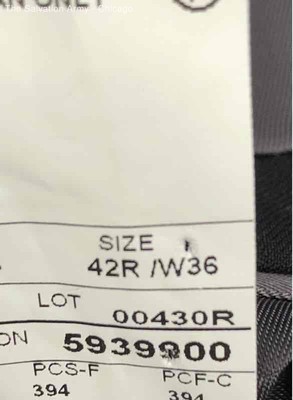 SIZE
42R /W36
LOT 00430R
ON 5939900
PCS-F PCF-C
394 394